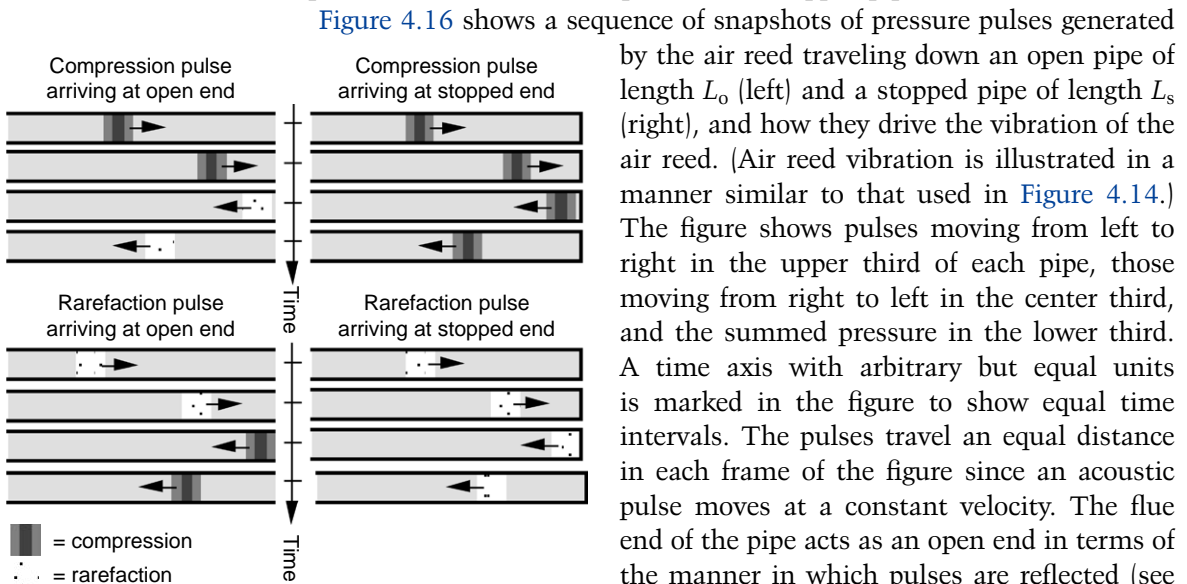 Figure 4.16 shows a sequence of snapshots of pressure pulses generated
by the air reed traveling down an open pipe of
length Lo (left) and a stopped pipe of length Ls
(right), and how they drive the vibration of the
air reed. (Air reed vibration is illustrated in a
manner similar to that used in Figure 4.14.)
The figure shows pulses moving from left to
right in the upper third of each pipe, those
moving from right to left in the center third,
and the summed pressure in the lower third.
A time axis with arbitrary but equal units
is marked in the figure to show equal time
intervals. The pulses travel an equal distance
in each frame of the figure since an acoustic
pulse moves at a constant velocity. The flue
end of the pipe acts as an open end in terms of
the manner in which pulses are reflected (see
Compression pulse
arriving at open end
Compression pulse
arriving at stopped end
Time
Rarefaction pulse
arriving at open end
Rarefaction pulse
arriving at stopped end
Time
= compression
= rarefaction